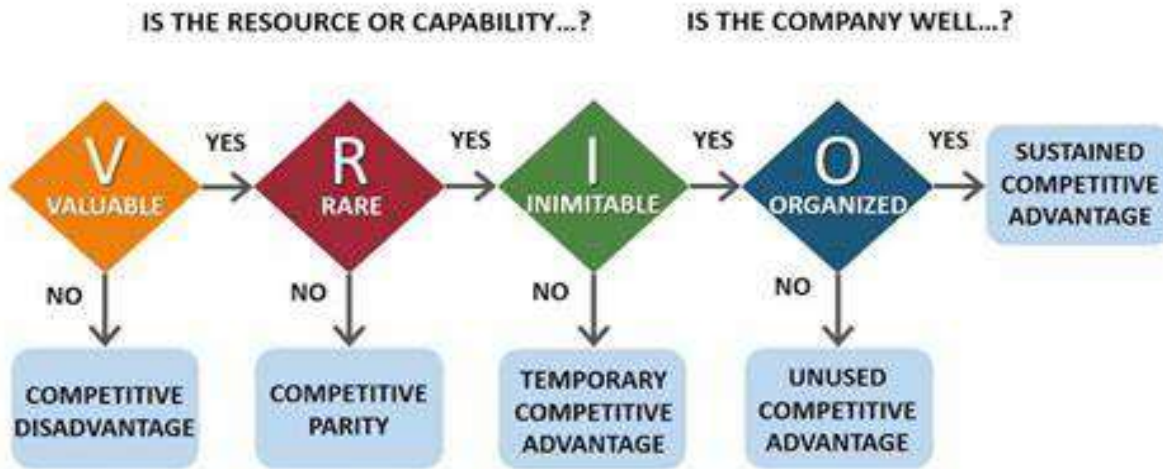 IS THE RESOURCE OR CAPABILITY...? IS THE COMPANY WELL...?
V YES R YES I YES O YES
VALUABLE RARE INIMITABLE ORGANIZED
SUSTAINED
COMPETITIVE
ADVANTAGE
NO NO NO NO
COMPETITIVE
DISADVANTAGE
COMPETITIVE
PARITY
TEMPORARY
COMPETITIVE
ADVANTAGE
UNUSED
COMPETITIVE
ADVANTAGE